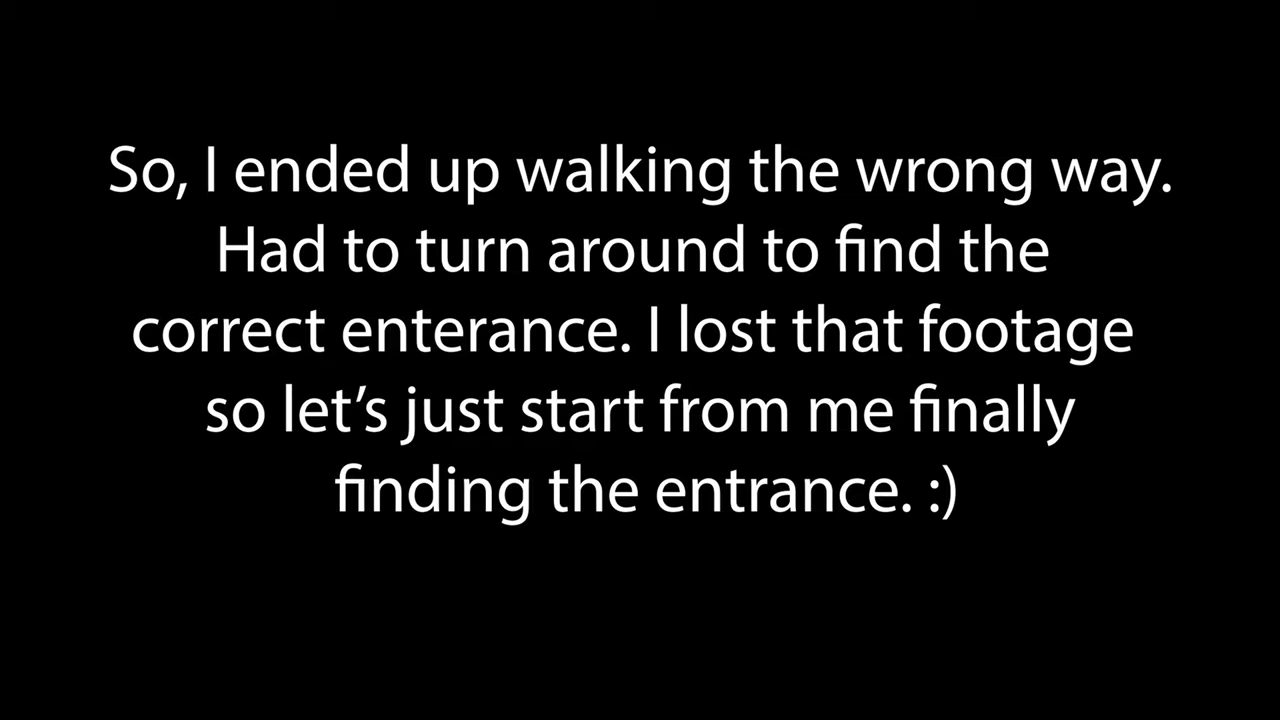 So, I ended up walking the wrong way.
Had to turn around to find the
correct enterance. I lost that footage
so let’s just start from me finally
finding the entrance. :)